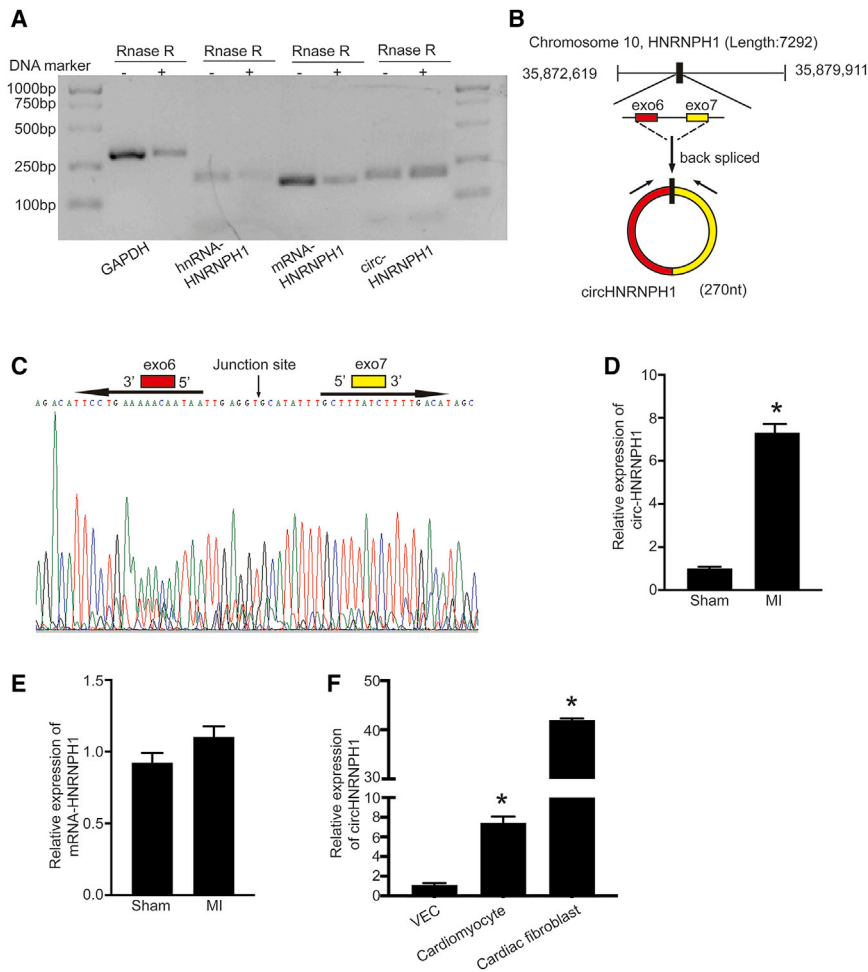 A
Rnase R Rnase R Rnase R Rnase R
DNA marker - + - + - + - +
1000bp
750bp
500bp
250bp
100bp
GAPDH
hnRNA-
HNRNPH1
mRNA-
HNRNPH1
circ-
HNRNPH1
B
Chromosome 10, HNRNPH1 (Length:7292)
35,872,619 35,879,911
exo6 exo7
back spliced
circHNRNPH1 (270nt)
C
exo6 Junction site exo7
3' 5' 5' 3'
AGACATTCCTGAAAAACAATAATTGAGGTGCATATTTGCTTTATCTTTTGACATAGC
D
Relative expression of
circ-HNRNPH1
10
8
6
4
2
0
*
Sham MI
E
Relative expression of
mRNA-HNRNPH1
1.5
1.0
0.5
0.0
Sham MI
F
Relative expression
of circHNRNPH1
50
40
30
10
8
6
4
2
0
*
*
VEC
Cardiomyocyte
Cardiac fibroblast